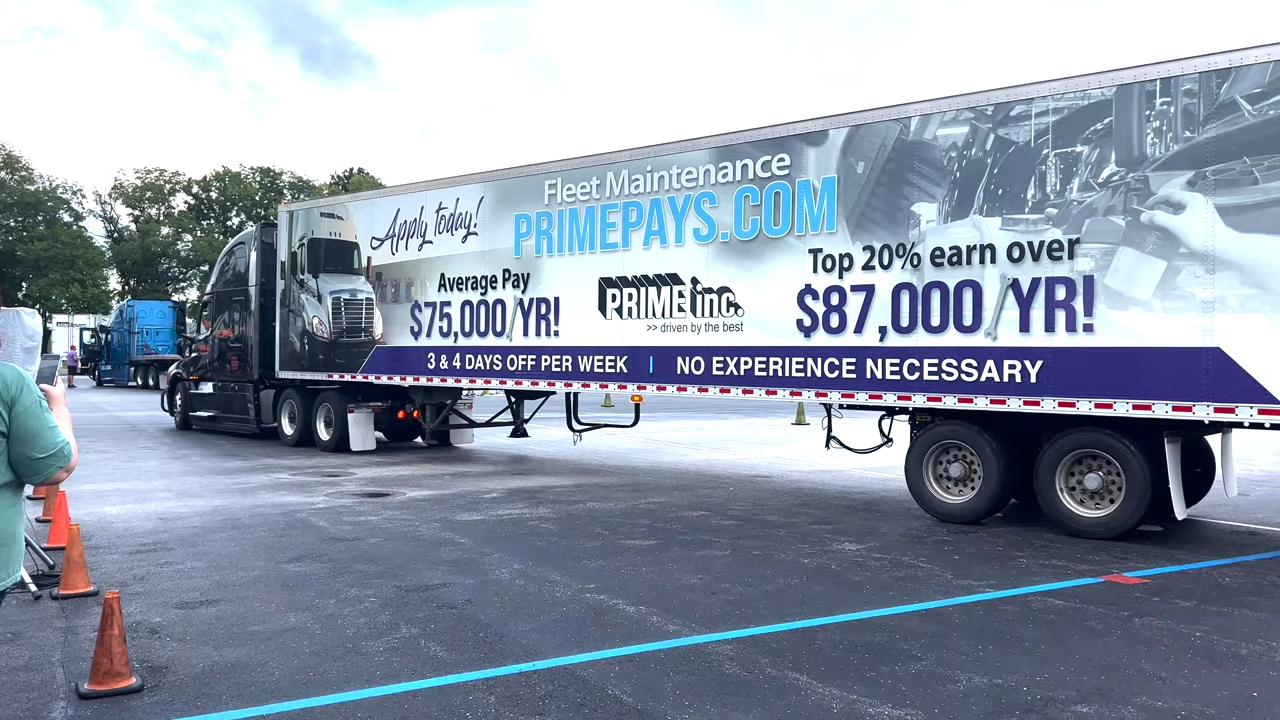 Apply today!
Fleet Maintenance
PRIMEPAYS.COM
Average Pay
$75,000/YR!
PRIME inc.
>> driven by the best
Top 20% earn over
$87,000/YR!
3 & 4 DAYS OFF PER WEEK | NO EXPERIENCE NECESSARY